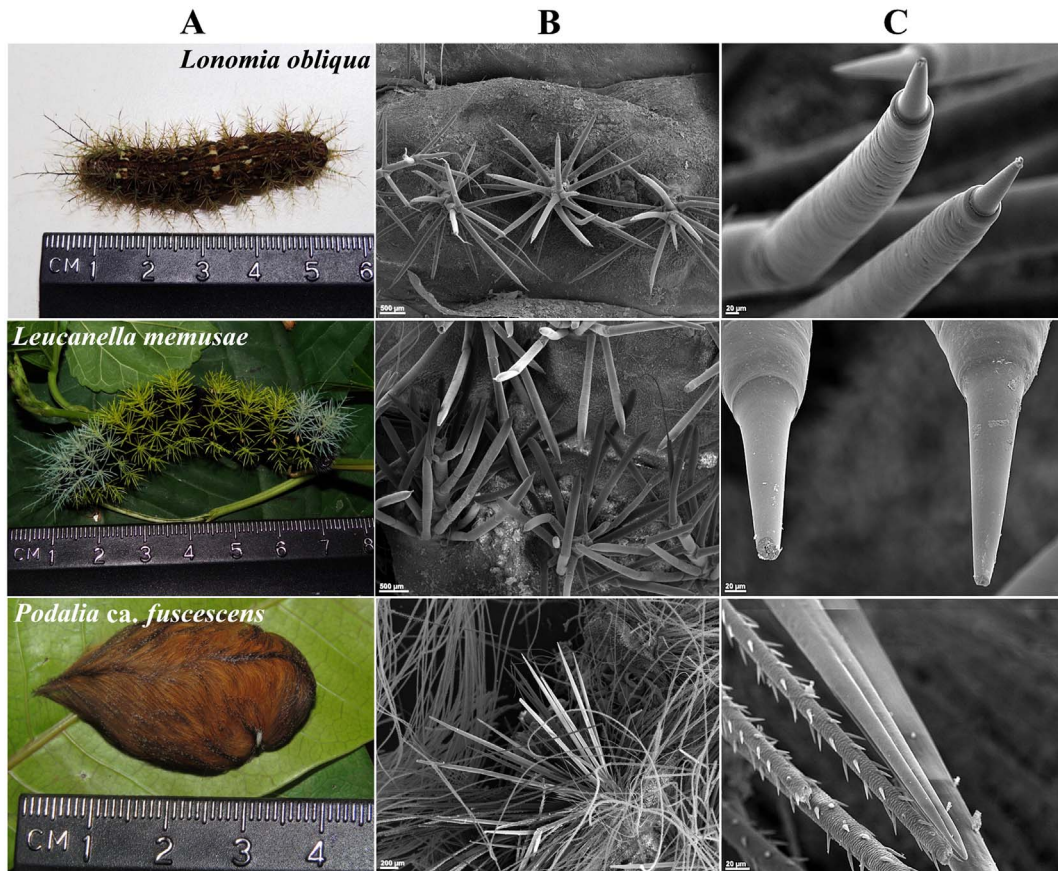 A B C
Lonomia obliqua
CM 1 2 3 4 5 6
500 µm
20 µm
Leucanella memusae
CM 1 2 3 4 5 6 7 8
500 µm
20 µm
Podalia ca. fuscescens
CM 1 2 3 4
200 µm
20 µm